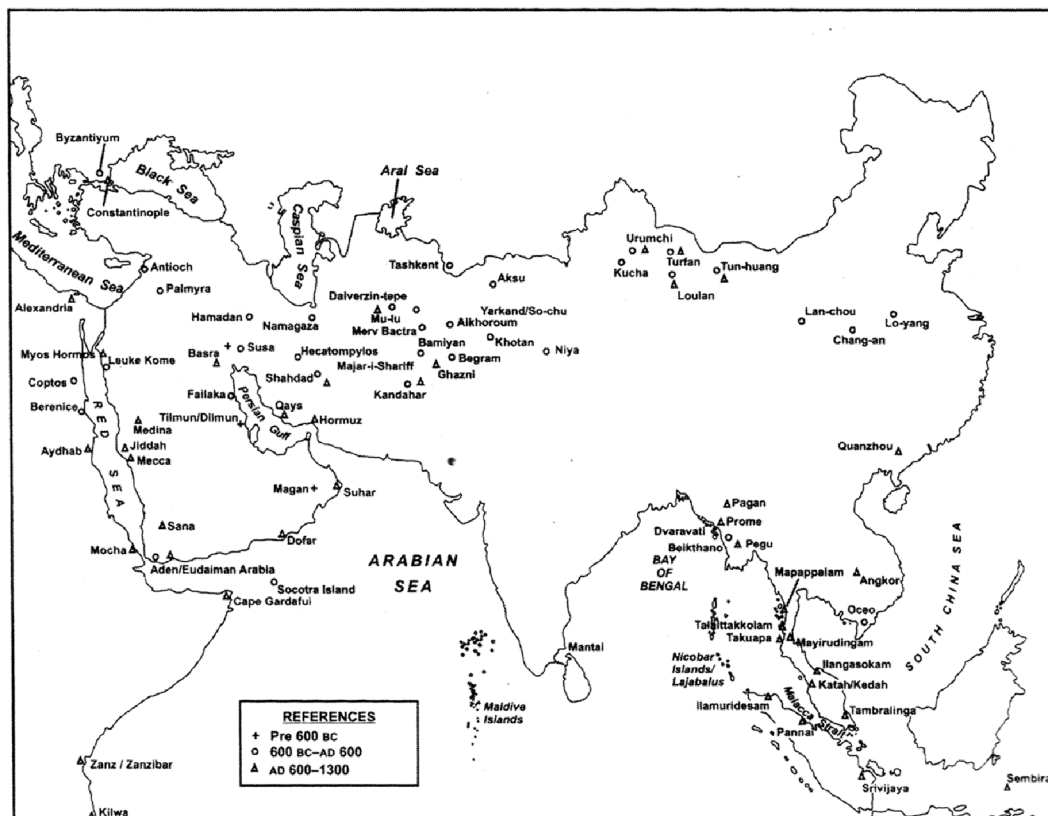 Byzantiyum
Black Sea
Aral Sea
Constantinople
Caspian Sea
Mediterranean Sea
Antioch
Palmyra
Alexandria
Tashkent
Aksu
Urumchi
Kucha
Turfan
Tun-huang
Loulan
Daiverzin-tepe
Mu-lu
Merv Bactra
Yarkand/So-chu
Aikhoroum
Lan-chou
Lo-yang
Chang-an
Hamadan
Namagaza
Khotan
Niya
Bamiyan
Myos Hormos
Leuke Kome
Basra
Susa
Hecatompylos
Majar-i-Shariff
Begram
Ghazni
Coptos
Shahdad
Kandahar
Failaka
Berenice
Persian Gulf
Qays
Hormuz
Tilmun/Dilmun
RED SEA
Medina
Aydhab
Jiddah
Mecca
Quanzhou
Magan
Suhar
Pagan
Prome
Dvaravati
Beikthano
Pegu
Sana
Dofar
Mocha
Aden/Eudaiman Arabia
ARABIAN
SEA
BAY
OF
BENGAL
Mapappalam
Angkor
SOUTH CHINA SEA
Socotra Island
Cape Gardafui
Oceo
Talaittakkolam
Takuapa
Mayirudingam
Mantai
Nicobar
Islands/
Lajabalus
Ilangasokam
Katah/Kedah
Maldive
Islands
Ilamuridesam
Malacca Strait
Tambralinga
Pannai
REFERENCES
+ Pre 600 BC
○ 600 BC–AD 600
△ AD 600–1300
Zanz / Zanzibar
Srivijaya
Sembira
Kilwa